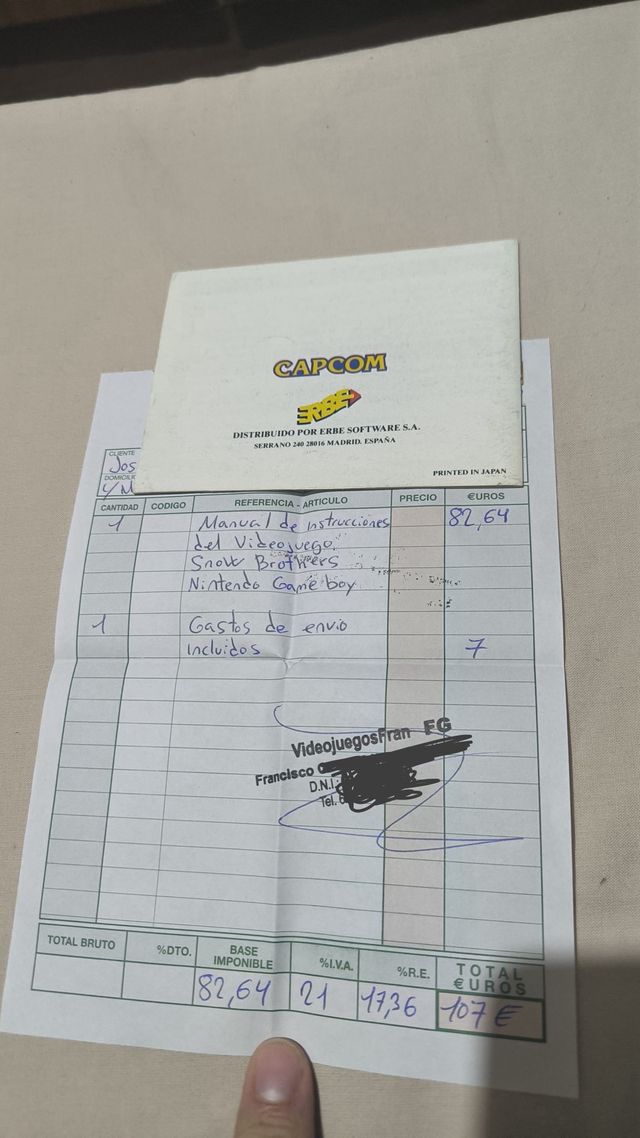 CAPCOM
ERBE
DISTRIBUIDO POR ERBE SOFTWARE S.A.
SERRANO 240 28016 MADRID. ESPAÑA
PRINTED IN JAPAN
CLIENTE
Jos
DOMICIL
CANTIDAD CODIGO REFERENCIA - ARTICULO PRECIO €UROS
1 Manual de instrucciones 82,64
del Videojuego.
Snow Brothers
Nintendo Game boy
1 Gastos de envio
incluidos 7
VideojuegosFran FG
Francisco
D.N.I.:
Tel. 6
TOTAL BRUTO %DTO. BASE IMPONIBLE %I.V.A. %R.E. TOTAL €UROS
82,64 21 17,36 107 €